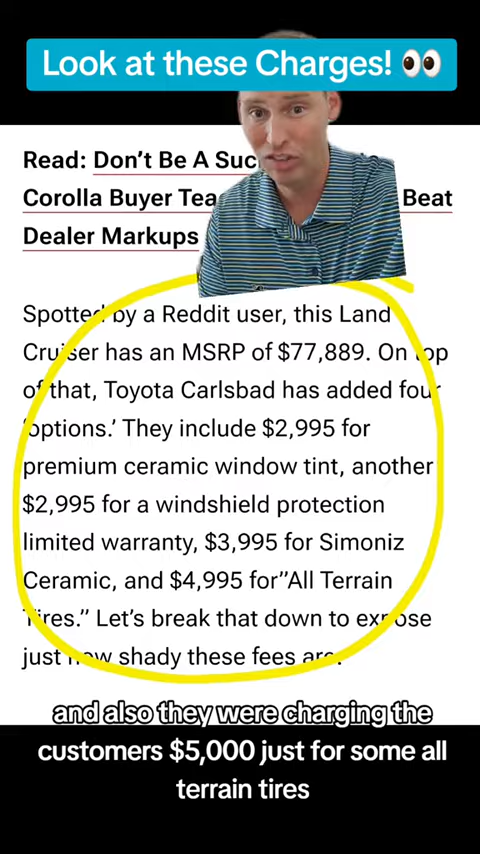 Look at these Charges! 👀
Read: Don't Be A Suc
Corolla Buyer Tea Beat
Dealer Markups
Spotted by a Reddit user, this Land
Cruiser has an MSRP of $77,889. On top
of that, Toyota Carlsbad has added four
'options.' They include $2,995 for
premium ceramic window tint, another
$2,995 for a windshield protection
limited warranty, $3,995 for Simoniz
Ceramic, and $4,995 for"All Terrain
Tires." Let's break that down to expose
just how shady these fees are.
and also they were charging the
customers $5,000 just for some all
terrain tires